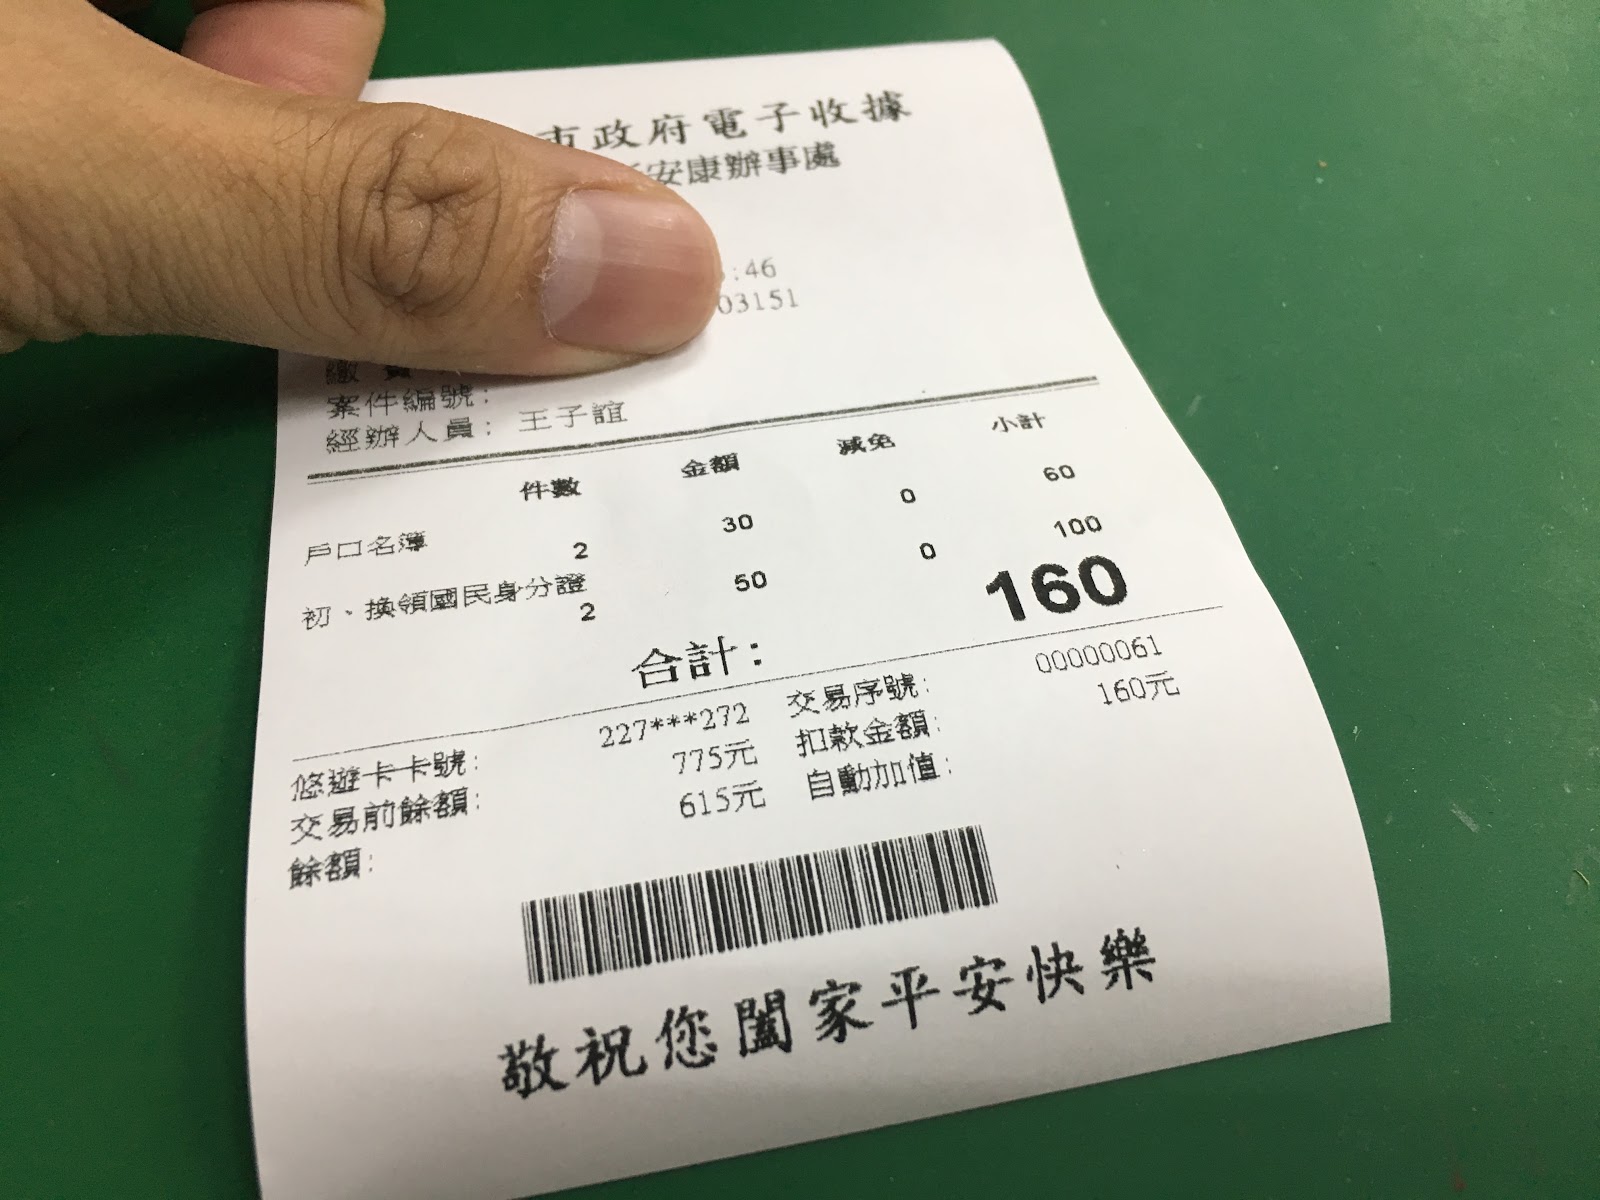 市政府電子收據
安康辦事處
:46
03151
案件編號:
經辦人員: 王子誼
件數 金額 減免 小計
戶口名簿 2 30 0 60
初、換領國民身分證
2 50 0 100
合計: 160
悠遊卡卡號: 227***272 交易序號: 00000061
交易前餘額: 775元 扣款金額: 160元
餘額: 615元 自動加值:
敬祝您闔家平安快樂